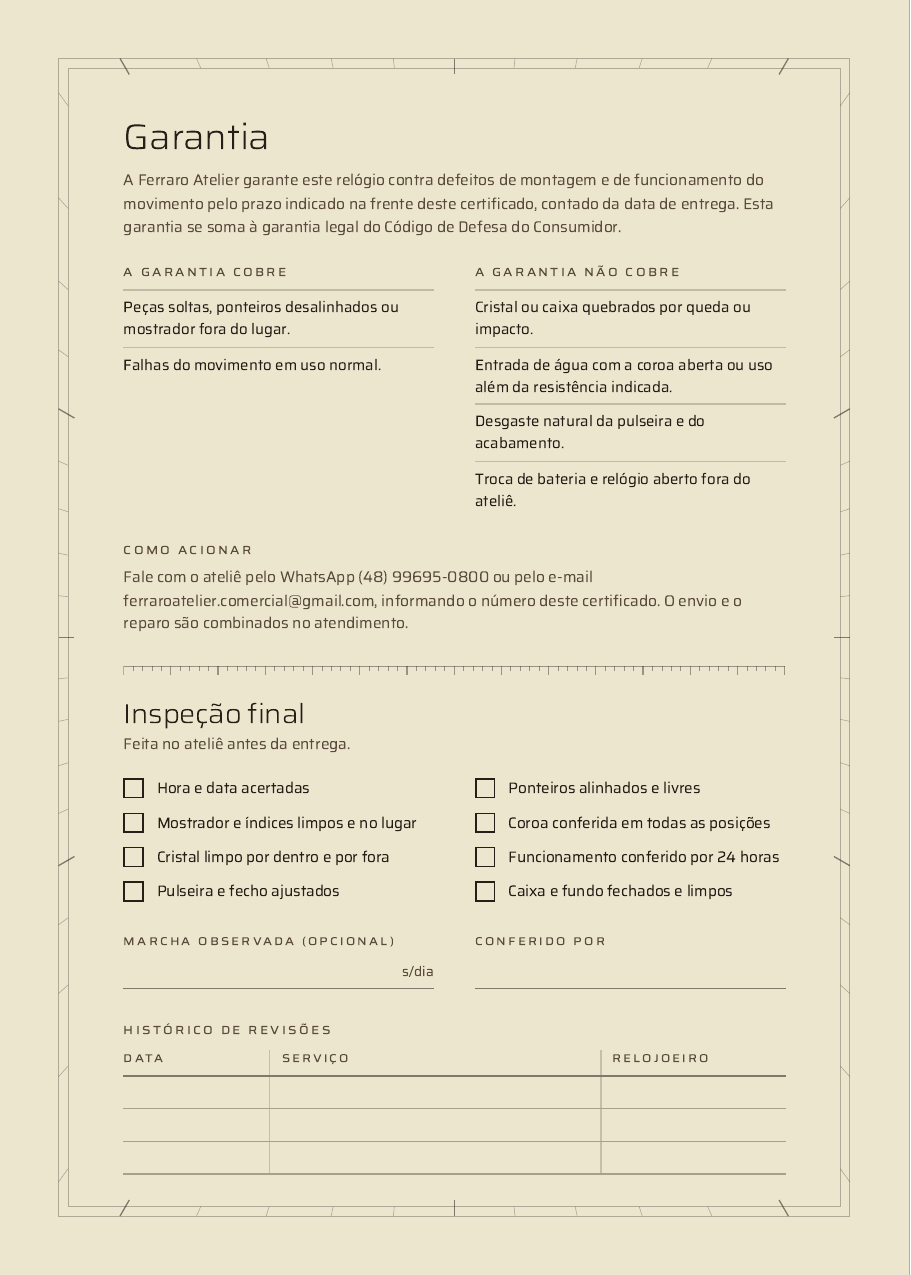 Garantia
A Ferraro Atelier garante este relógio contra defeitos de montagem e de funcionamento do
movimento pelo prazo indicado na frente deste certificado, contado da data de entrega. Esta
garantia se soma à garantia legal do Código de Defesa do Consumidor.
A GARANTIA COBRE
Peças soltas, ponteiros desalinhados ou
mostrador fora do lugar.
Falhas do movimento em uso normal.
A GARANTIA NÃO COBRE
Cristal ou caixa quebrados por queda ou
impacto.
Entrada de água com a coroa aberta ou uso
além da resistência indicada.
Desgaste natural da pulseira e do
acabamento.
Troca de bateria e relógio aberto fora do
ateliê.
COMO ACIONAR
Fale com o ateliê pelo WhatsApp (48) 99695-0800 ou pelo e-mail
ferraroatelier.comercial@gmail.com, informando o número deste certificado. O envio e o
reparo são combinados no atendimento.
Inspeção final
Feita no ateliê antes da entrega.
Hora e data acertadas
Mostrador e índices limpos e no lugar
Cristal limpo por dentro e por fora
Pulseira e fecho ajustados
Ponteiros alinhados e livres
Coroa conferida em todas as posições
Funcionamento conferido por 24 horas
Caixa e fundo fechados e limpos
MARCHA OBSERVADA (OPCIONAL)
s/dia
CONFERIDO POR
HISTÓRICO DE REVISÕES
DATA SERVIÇO RELOJOEIRO